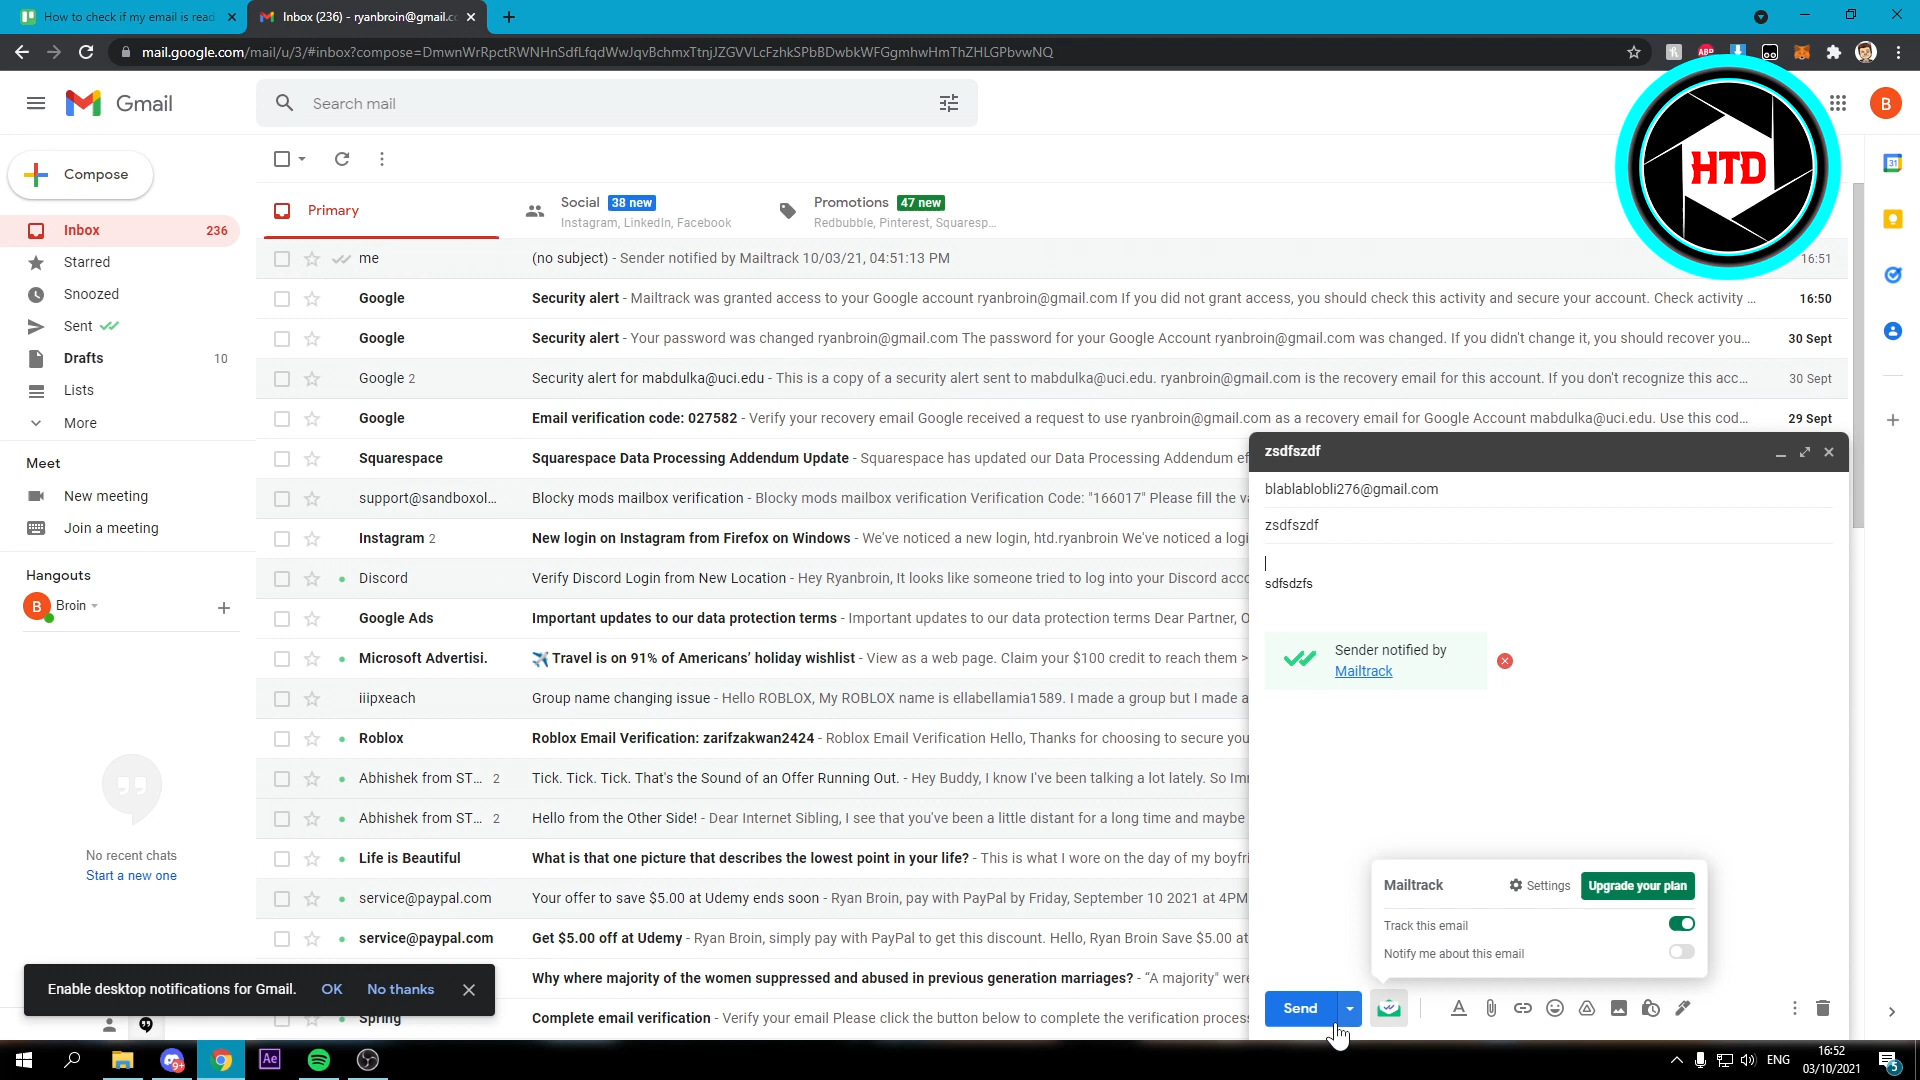 How to check if my email is read
Inbox (236) - ryanbroin@gmail.cc
mail.google.com/mail/u/3/#inbox?compose=DmwnWrRpctRWNHnSdfLfqdWwJqvBchmxTtnjJZGVVLcFzhkSPbBDwbkWFGgmhwHmThZHLGPbvwNQ
ABP
Gmail
Search mail
B
HTD
31
Compose
Primary
Social 38 new
Instagram, LinkedIn, Facebook
Promotions 47 new
Redbubble, Pinterest, Squaresp...
Inbox 236
Starred
Snoozed
Sent
Drafts 10
Lists
More
Meet
New meeting
Join a meeting
Hangouts
B Broin
No recent chats
Start a new one
me (no subject) - Sender notified by Mailtrack 10/03/21, 04:51:13 PM 16:51
Google Security alert - Mailtrack was granted access to your Google account ryanbroin@gmail.com If you did not grant access, you should check this activity and secure your account. Check activity ... 16:50
Google Security alert - Your password was changed ryanbroin@gmail.com The password for your Google Account ryanbroin@gmail.com was changed. If you didn't change it, you should recover you... 30 Sept
Google 2 Security alert for mabdulka@uci.edu - This is a copy of a security alert sent to mabdulka@uci.edu. ryanbroin@gmail.com is the recovery email for this account. If you don't recognize this acc... 30 Sept
Google Email verification code: 027582 - Verify your recovery email Google received a request to use ryanbroin@gmail.com as a recovery email for Google Account mabdulka@uci.edu. Use this cod... 29 Sept
Squarespace Squarespace Data Processing Addendum Update - Squarespace has updated our Data Processing Addendum ef
support@sandboxol... Blocky mods mailbox verification - Blocky mods mailbox verification Verification Code: "166017" Please fill the va
Instagram 2 New login on Instagram from Firefox on Windows - We've noticed a new login, htd.ryanbroin We've noticed a logi
Discord Verify Discord Login from New Location - Hey Ryanbroin, It looks like someone tried to log into your Discord acco
Google Ads Important updates to our data protection terms - Important updates to our data protection terms Dear Partner, O
Microsoft Advertisi. Travel is on 91% of Americans’ holiday wishlist - View as a web page. Claim your $100 credit to reach them >
iiipxeach Group name changing issue - Hello ROBLOX, My ROBLOX name is ellabellamia1589. I made a group but I made a
Roblox Roblox Email Verification: zarifzakwan2424 - Roblox Email Verification Hello, Thanks for choosing to secure you
Abhishek from ST... 2 Tick. Tick. Tick. That's the Sound of an Offer Running Out. - Hey Buddy, I know I've been talking a lot lately. So Imr
Abhishek from ST... 2 Hello from the Other Side! - Dear Internet Sibling, I see that you've been a little distant for a long time and maybe
Life is Beautiful What is that one picture that describes the lowest point in your life? - This is what I wore on the day of my boyfri
service@paypal.com Your offer to save $5.00 at Udemy ends soon - Ryan Broin, pay with PayPal by Friday, September 10 2021 at 4PM
service@paypal.com Get $5.00 off at Udemy - Ryan Broin, simply pay with PayPal to get this discount. Hello, Ryan Broin Save $5.00 at
Why where majority of the women suppressed and abused in previous generation marriages? - “A majority" were
Spring Complete email verification - Verify your email Please click the button below to complete the verification proces
zsdfszdf
blablablobli276@gmail.com
zsdfszdf
sdfsdzfs
Sender notified by
Mailtrack
Mailtrack Settings Upgrade your plan
Track this email
Notify me about this email
Send
Enable desktop notifications for Gmail. OK No thanks
Ae
9+
ENG
16:52
03/10/2021
5